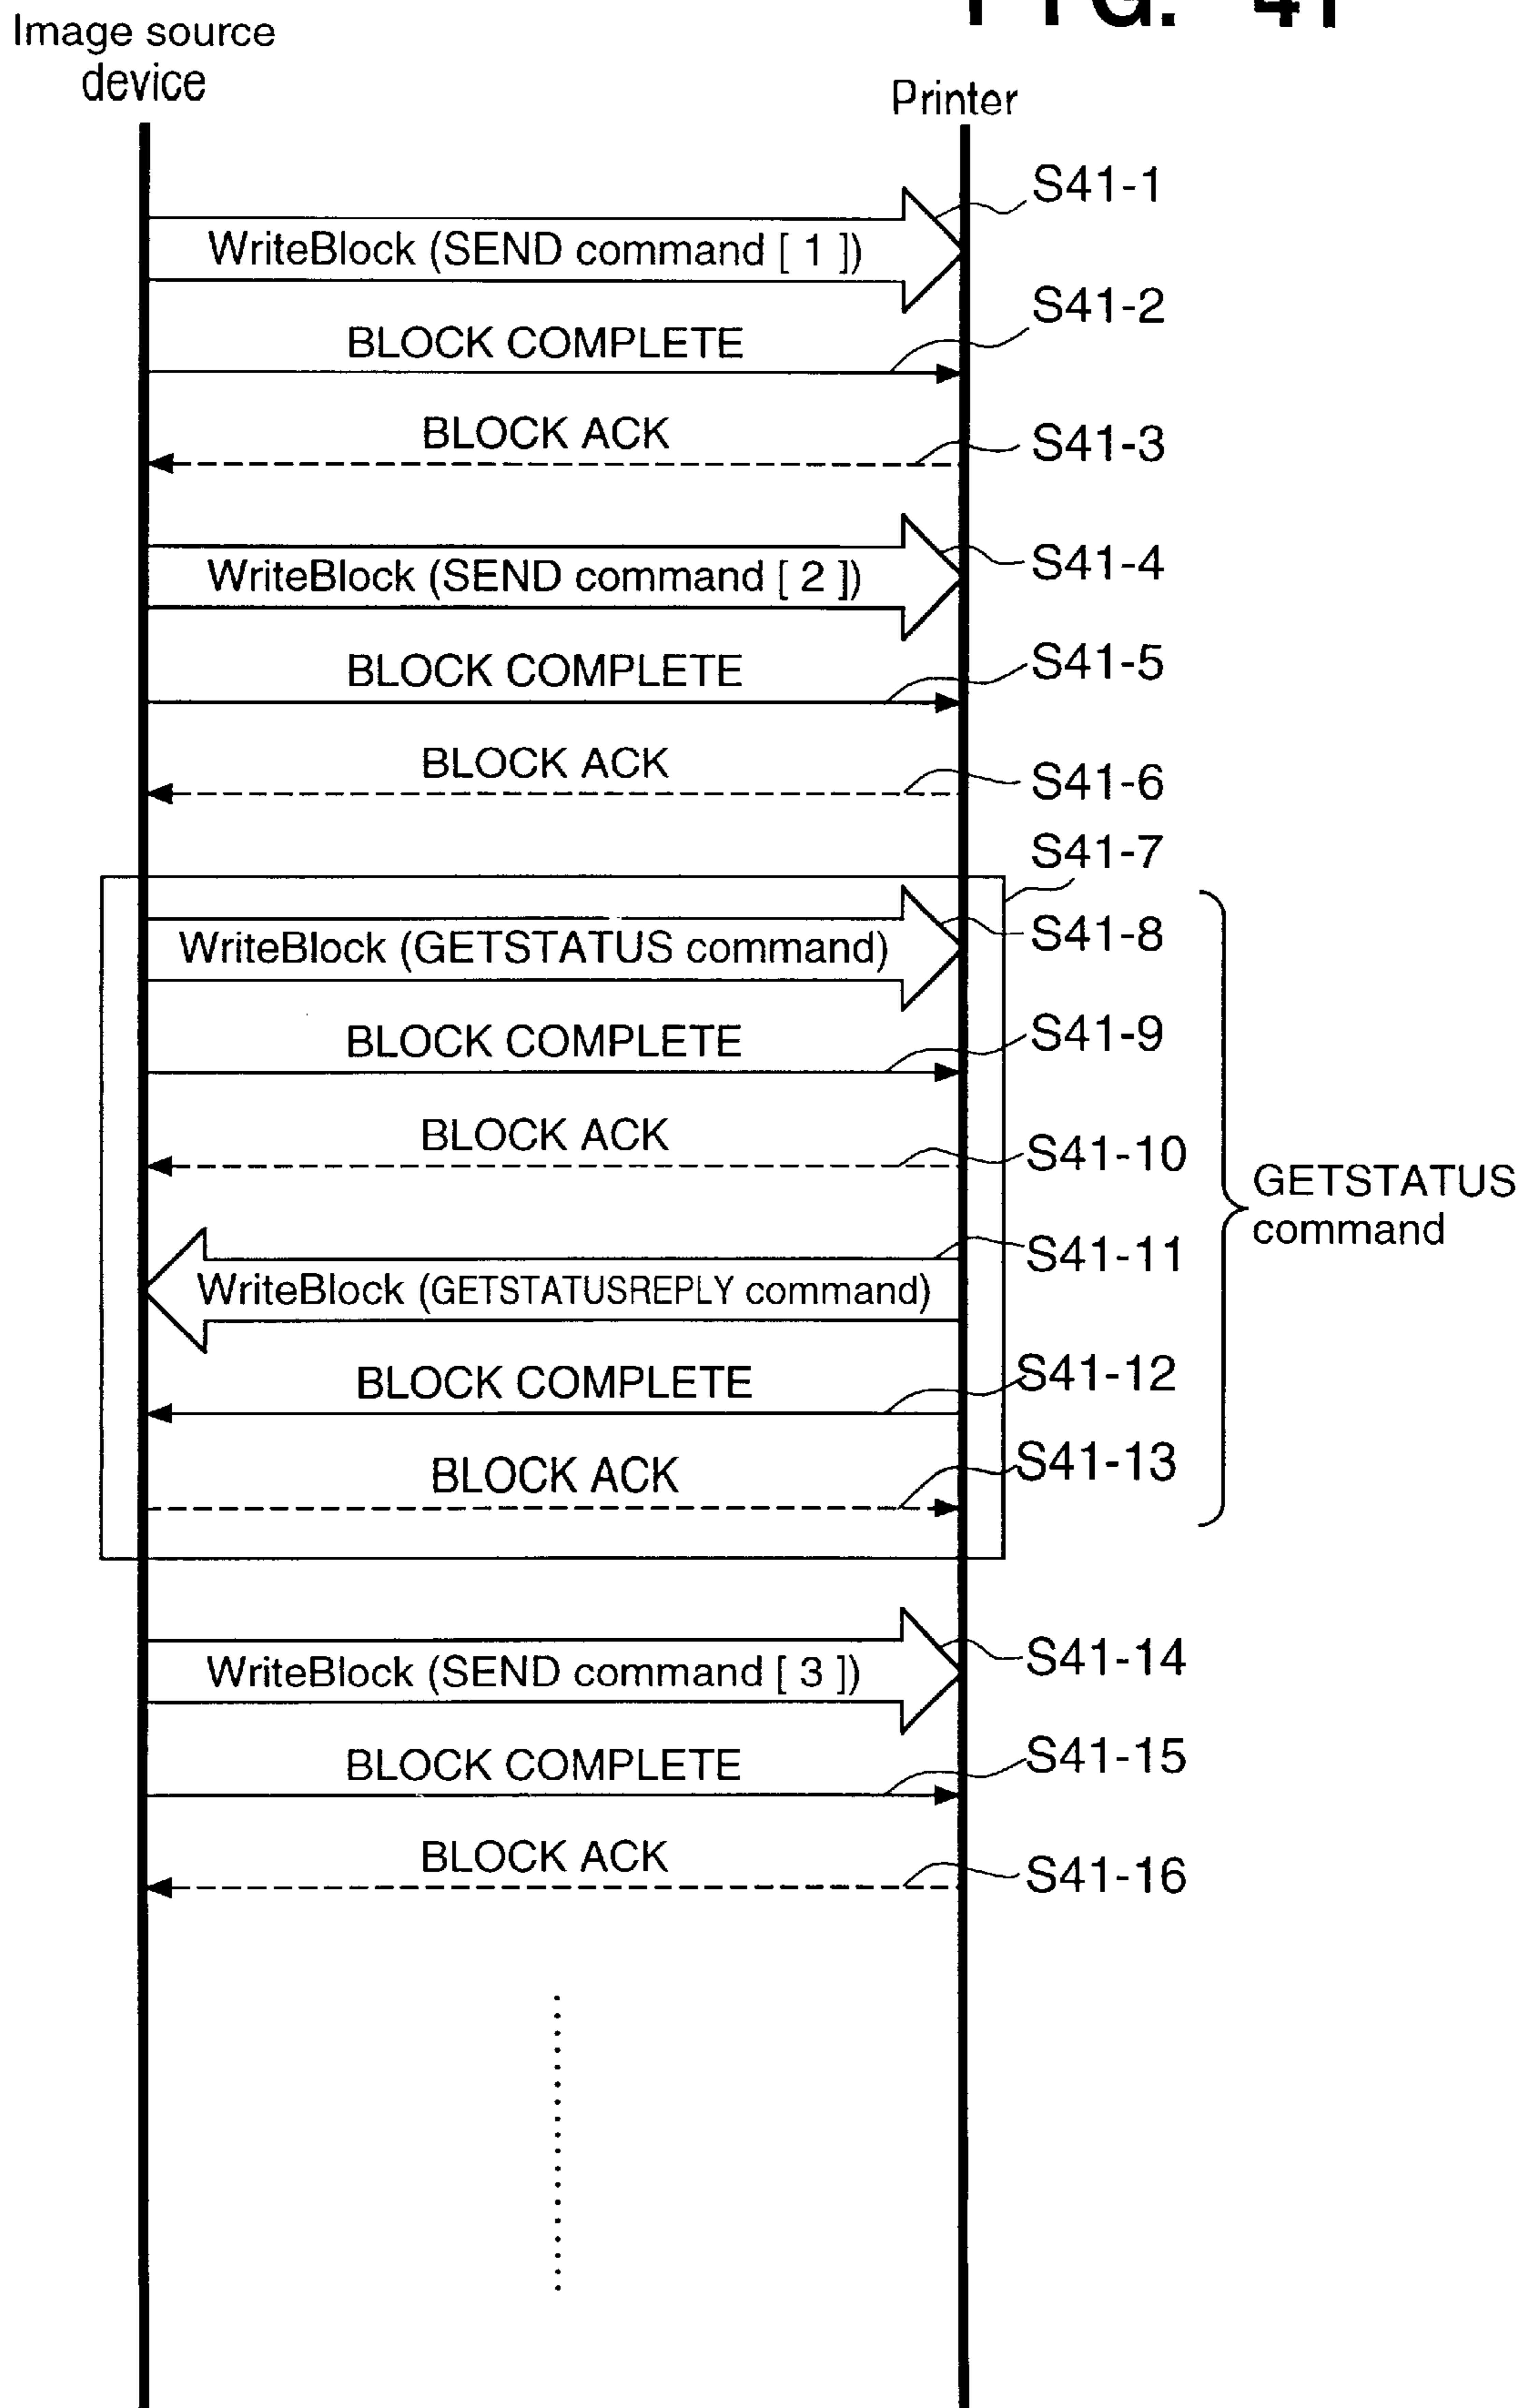 FIG. 41
Image source
device
Printer
S41-1
WriteBlock (SEND command [ 1 ])
S41-2
BLOCK COMPLETE
BLOCK ACK
S41-3
WriteBlock (SEND command [ 2 ])
S41-4
BLOCK COMPLETE
S41-5
BLOCK ACK
S41-6
S41-7
WriteBlock (GETSTATUS command)
S41-8
BLOCK COMPLETE
S41-9
BLOCK ACK
S41-10
GETSTATUS
command
WriteBlock (GETSTATUSREPLY command)
S41-11
BLOCK COMPLETE
S41-12
BLOCK ACK
S41-13
WriteBlock (SEND command [ 3 ])
S41-14
BLOCK COMPLETE
S41-15
BLOCK ACK
S41-16